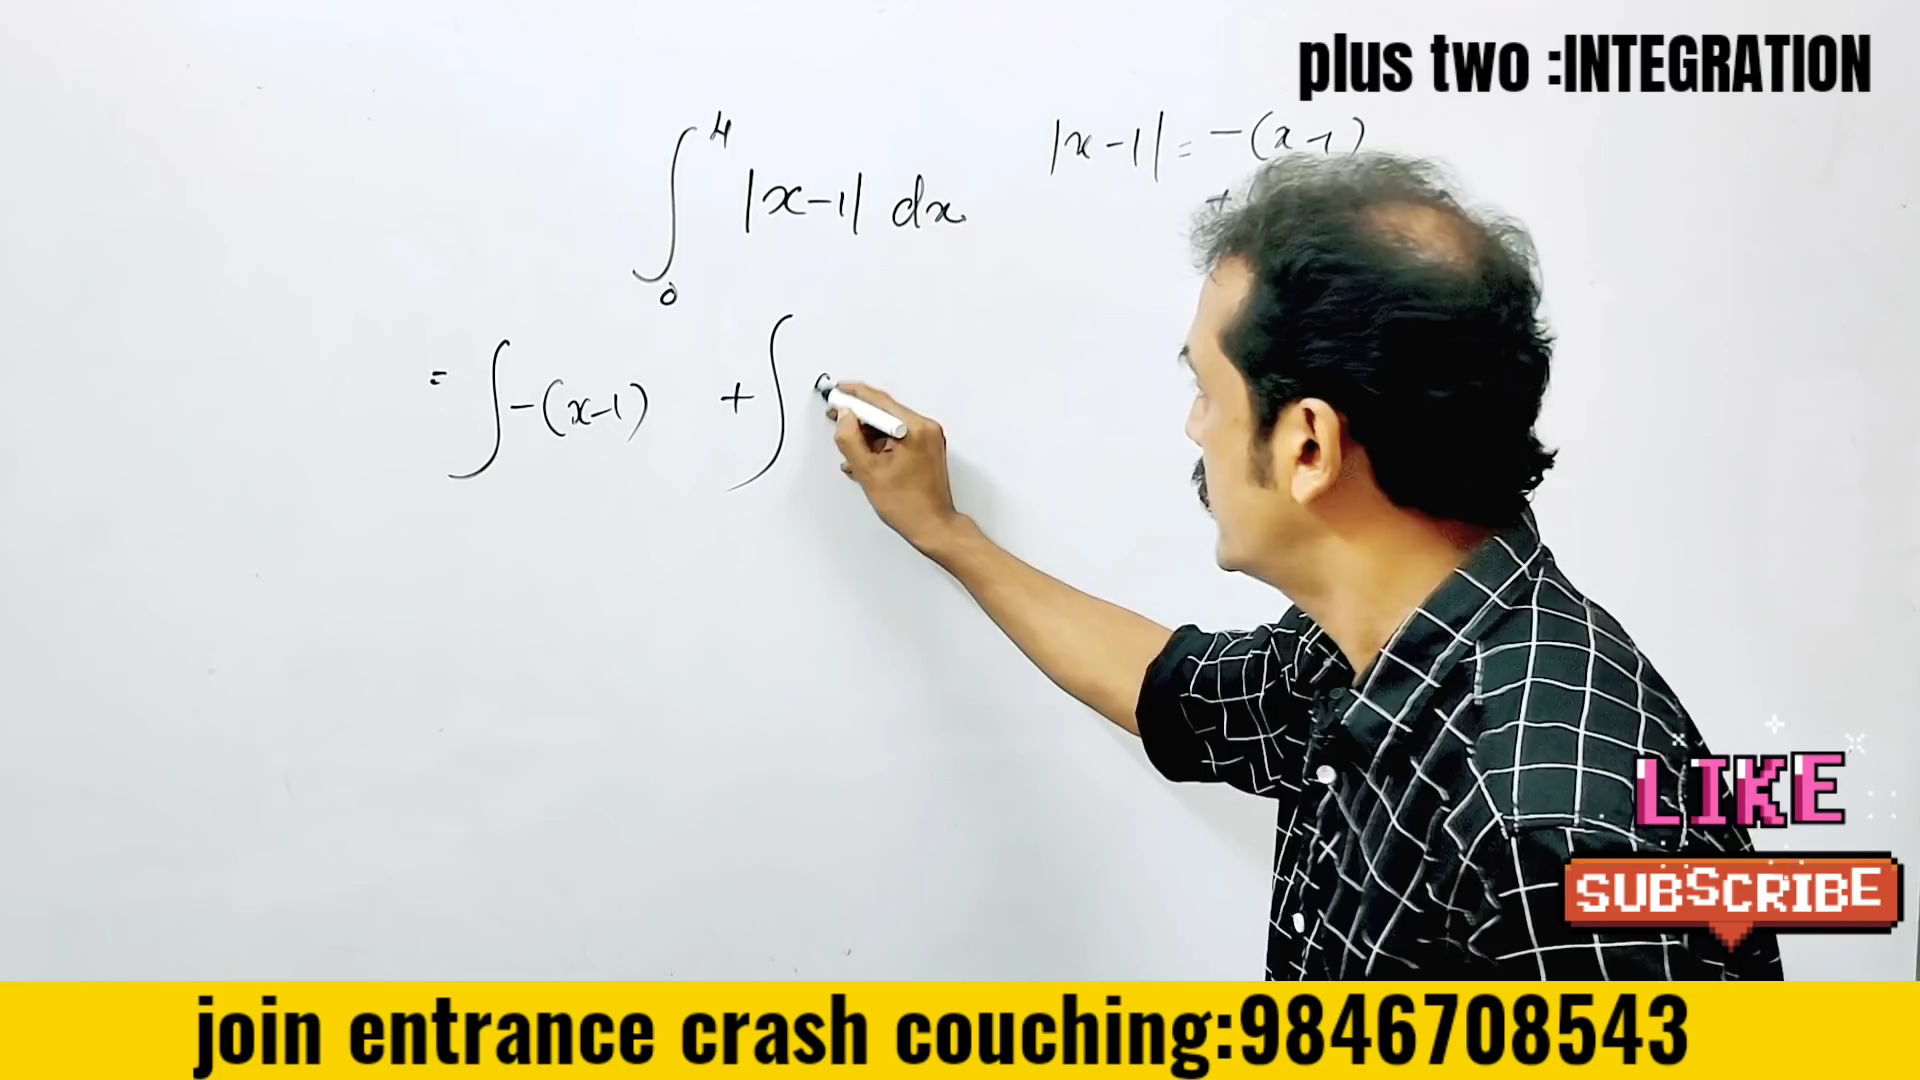 plus two :INTEGRATION
∫₀⁴ |x-1| dx
|x-1| = -(x-1)
+
= ∫ -(x-1) + ∫
LIKE
SUBSCRIBE
join entrance crash couching:9846708543